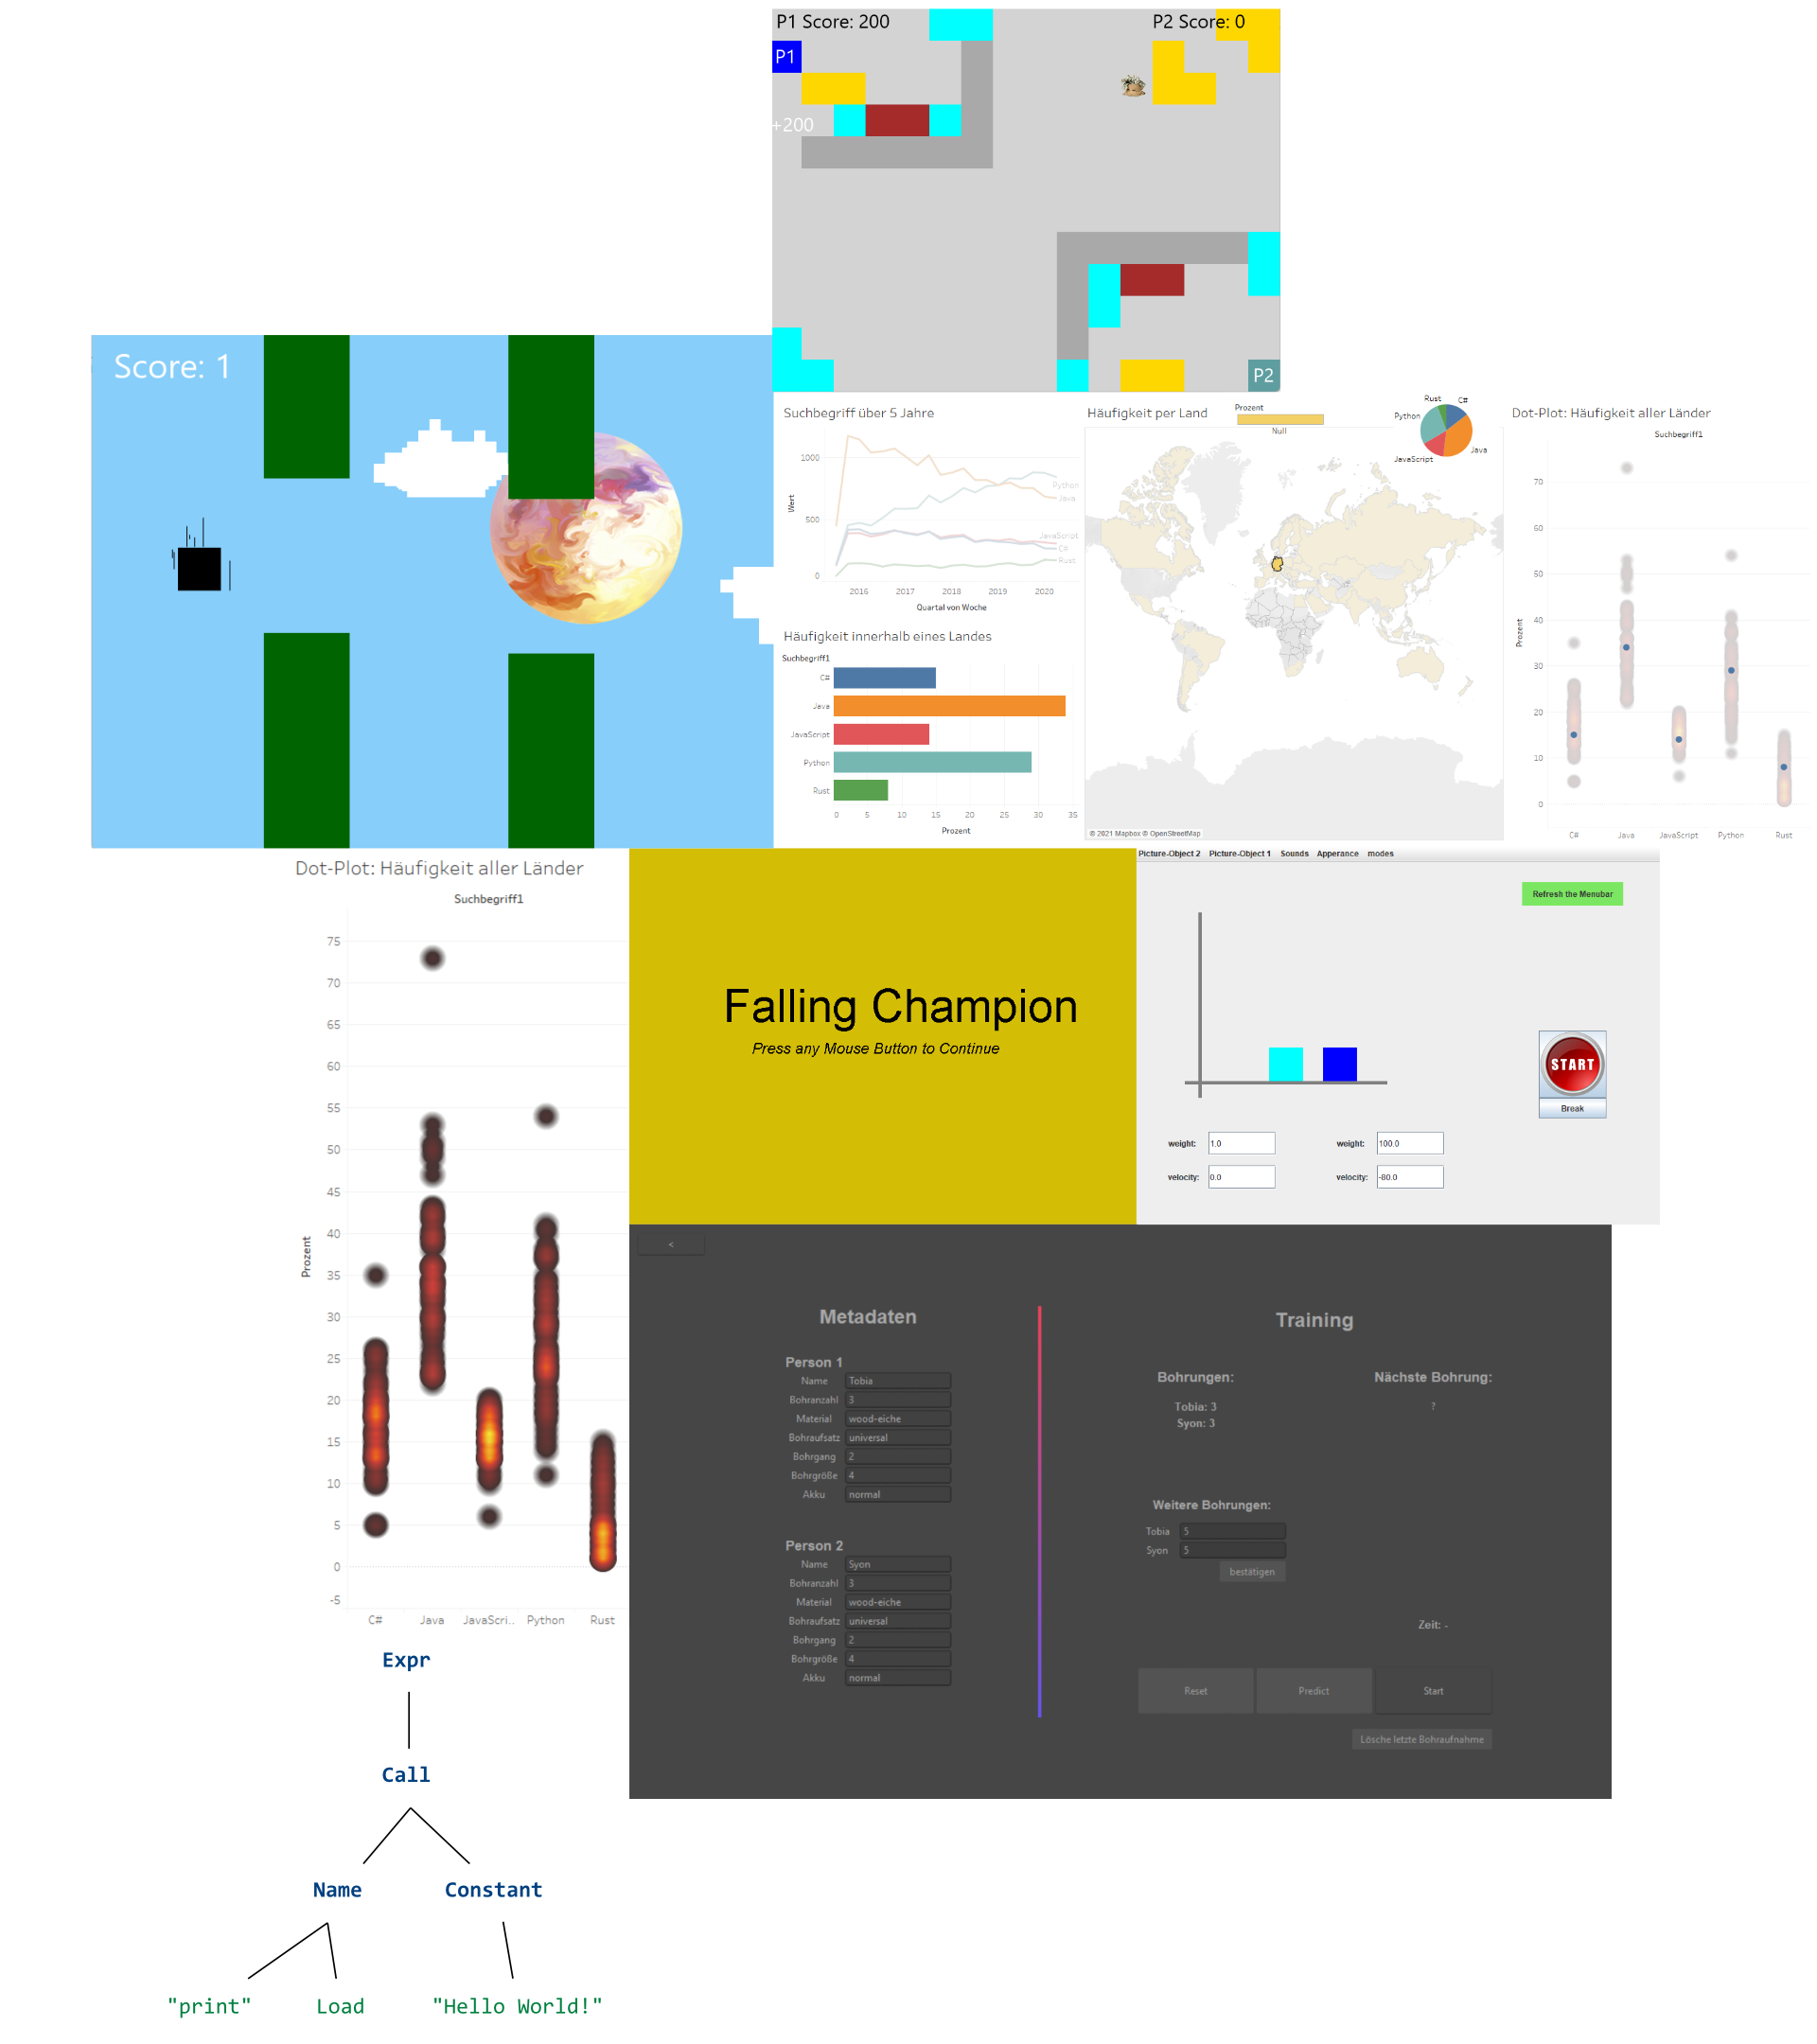 P1 Score: 200
P2 Score: 0
P1
+200
P2
Score: 1
Suchbegriff über 5 Jahre
Wert
1000
500
0
Python
Java
JavaScript
C#
Rust
2016 2017 2018 2019 2020
Quartal von Woche
Häufigkeit per Land
Prozent
Null
Rust
C#
Python
Java
JavaScript
© 2021 Mapbox © OpenStreetMap
Dot-Plot: Häufigkeit aller Länder
Suchbegriff1
Prozent
70
60
50
40
30
20
10
0
C# Java JavaScript Python Rust
Häufigkeit innerhalb eines Landes
Suchbegriff1
C#
Java
JavaScript
Python
Rust
0 5 10 15 20 25 30 35
Prozent
Dot-Plot: Häufigkeit aller Länder
Suchbegriff1
Prozent
75
70
65
60
55
50
45
40
35
30
25
20
15
10
5
0
-5
C# Java JavaScri.. Python Rust
Falling Champion
Press any Mouse Button to Continue
Picture-Object 2 Picture-Object 1 Sounds Apperance modes
Refresh the Menubar
START
Break
weight: 1.0
weight: 100.0
velocity: 0.0
velocity: -80.0
<
Metadaten
Person 1
Name Tobia
Bohranzahl 3
Material wood-eiche
Bohraufsatz universal
Bohrgang 2
Bohrgröße 4
Akku normal
Person 2
Name Syon
Bohranzahl 3
Material wood-eiche
Bohraufsatz universal
Bohrgang 2
Bohrgröße 4
Akku normal
Training
Bohrungen:
Tobia: 3
Syon: 3
Nächste Bohrung:
?
Weitere Bohrungen:
Tobia 5
Syon 5
bestätigen
Zeit: -
Reset
Predict
Start
Lösche letzte Bohraufnahme
Expr
Call
Name Constant
"print" Load "Hello World!"